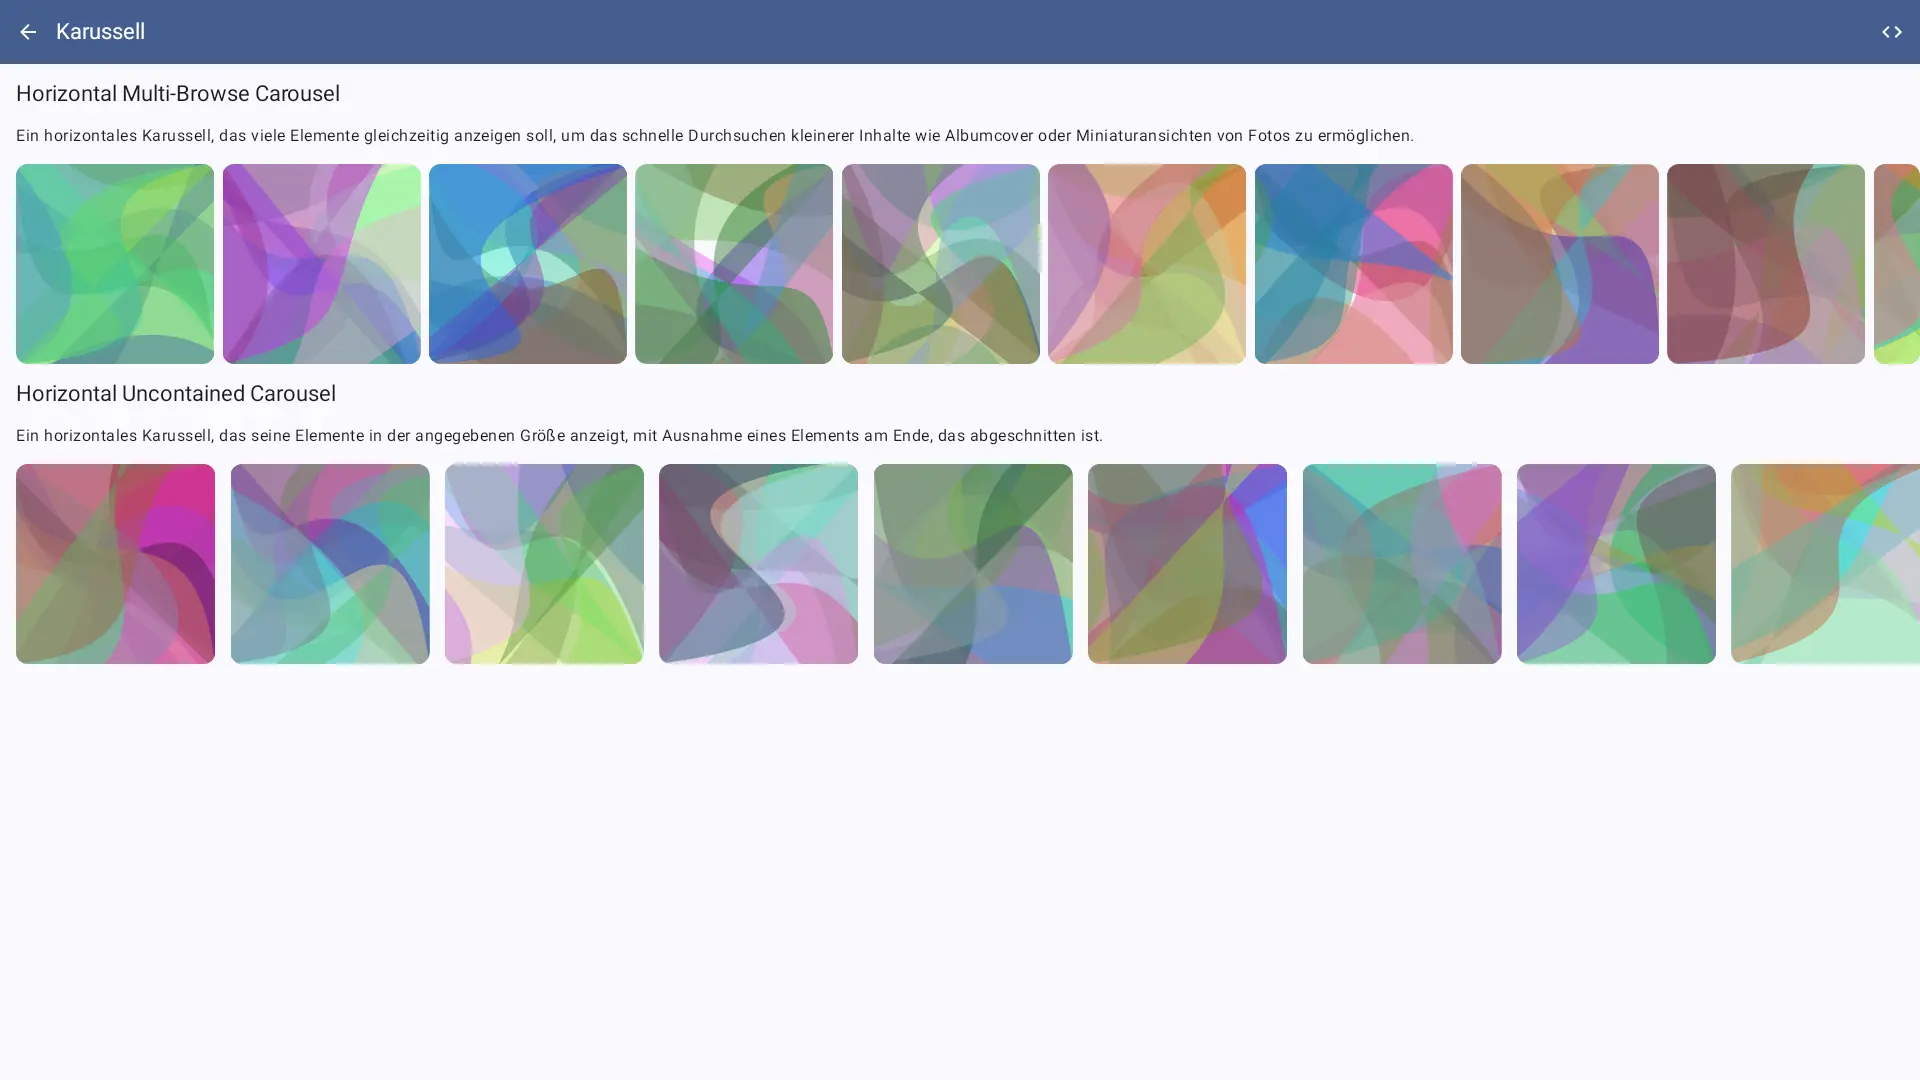 Karussell
Horizontal Multi-Browse Carousel
Ein horizontales Karussell, das viele Elemente gleichzeitig anzeigen soll, um das schnelle Durchsuchen kleinerer Inhalte wie Albumcover oder Miniaturansichten von Fotos zu ermöglichen.
Horizontal Uncontained Carousel
Ein horizontales Karussell, das seine Elemente in der angegebenen Größe anzeigt, mit Ausnahme eines Elements am Ende, das abgeschnitten ist.